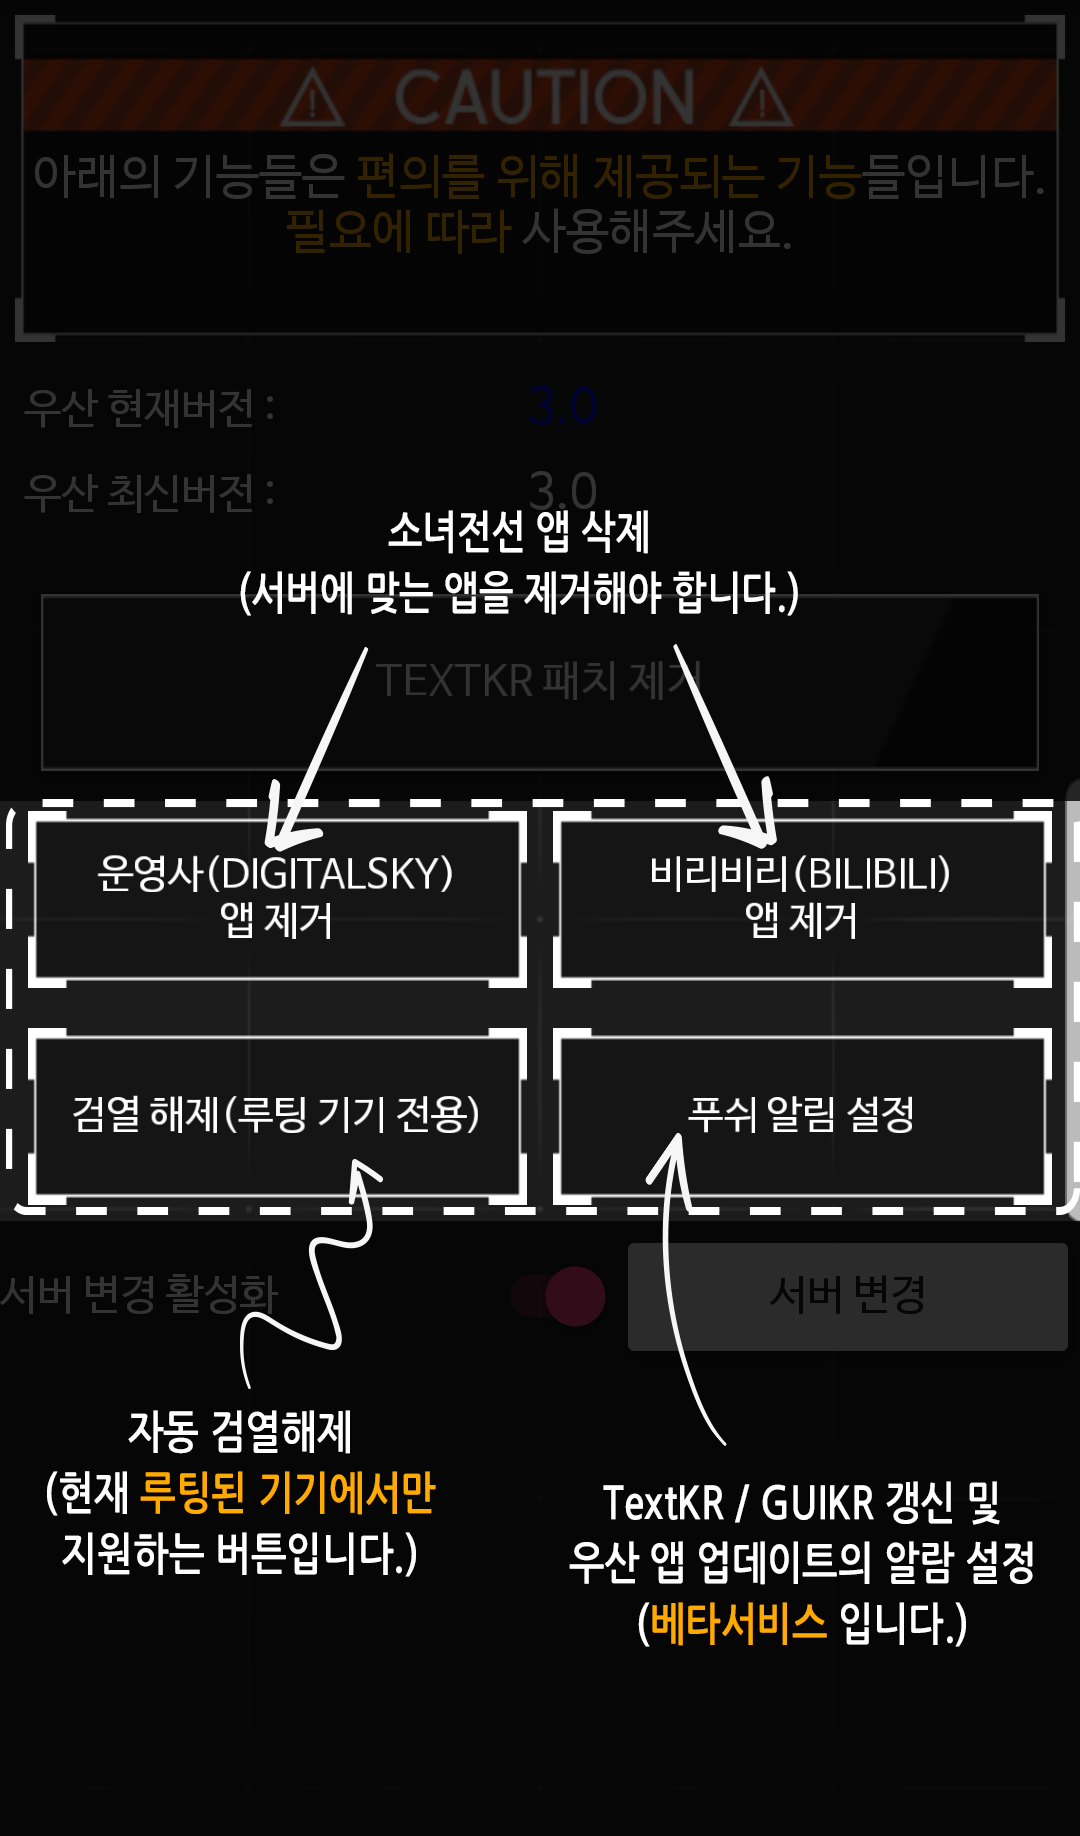 CAUTION
아래의 기능들은 편의를 위해 제공되는 기능들입니다.
필요에 따라 사용해주세요.
우산 현재버전 : 3.0
우산 최신버전 : 3.0
소녀전선 앱 삭제
(서버에 맞는 앱을 제거해야 합니다.)
TEXTKR 패치 제거
운영사(DIGITALSKY)
앱 제거
비리비리(BILIBILI)
앱 제거
검열 해제(루팅 기기 전용)
푸쉬 알림 설정
서버 변경 활성화
서버 변경
자동 검열해제
(현재 루팅된 기기에서만
지원하는 버튼입니다.)
TextKR / GUIKR 갱신 및
우산 앱 업데이트의 알람 설정
(베타서비스 입니다.)